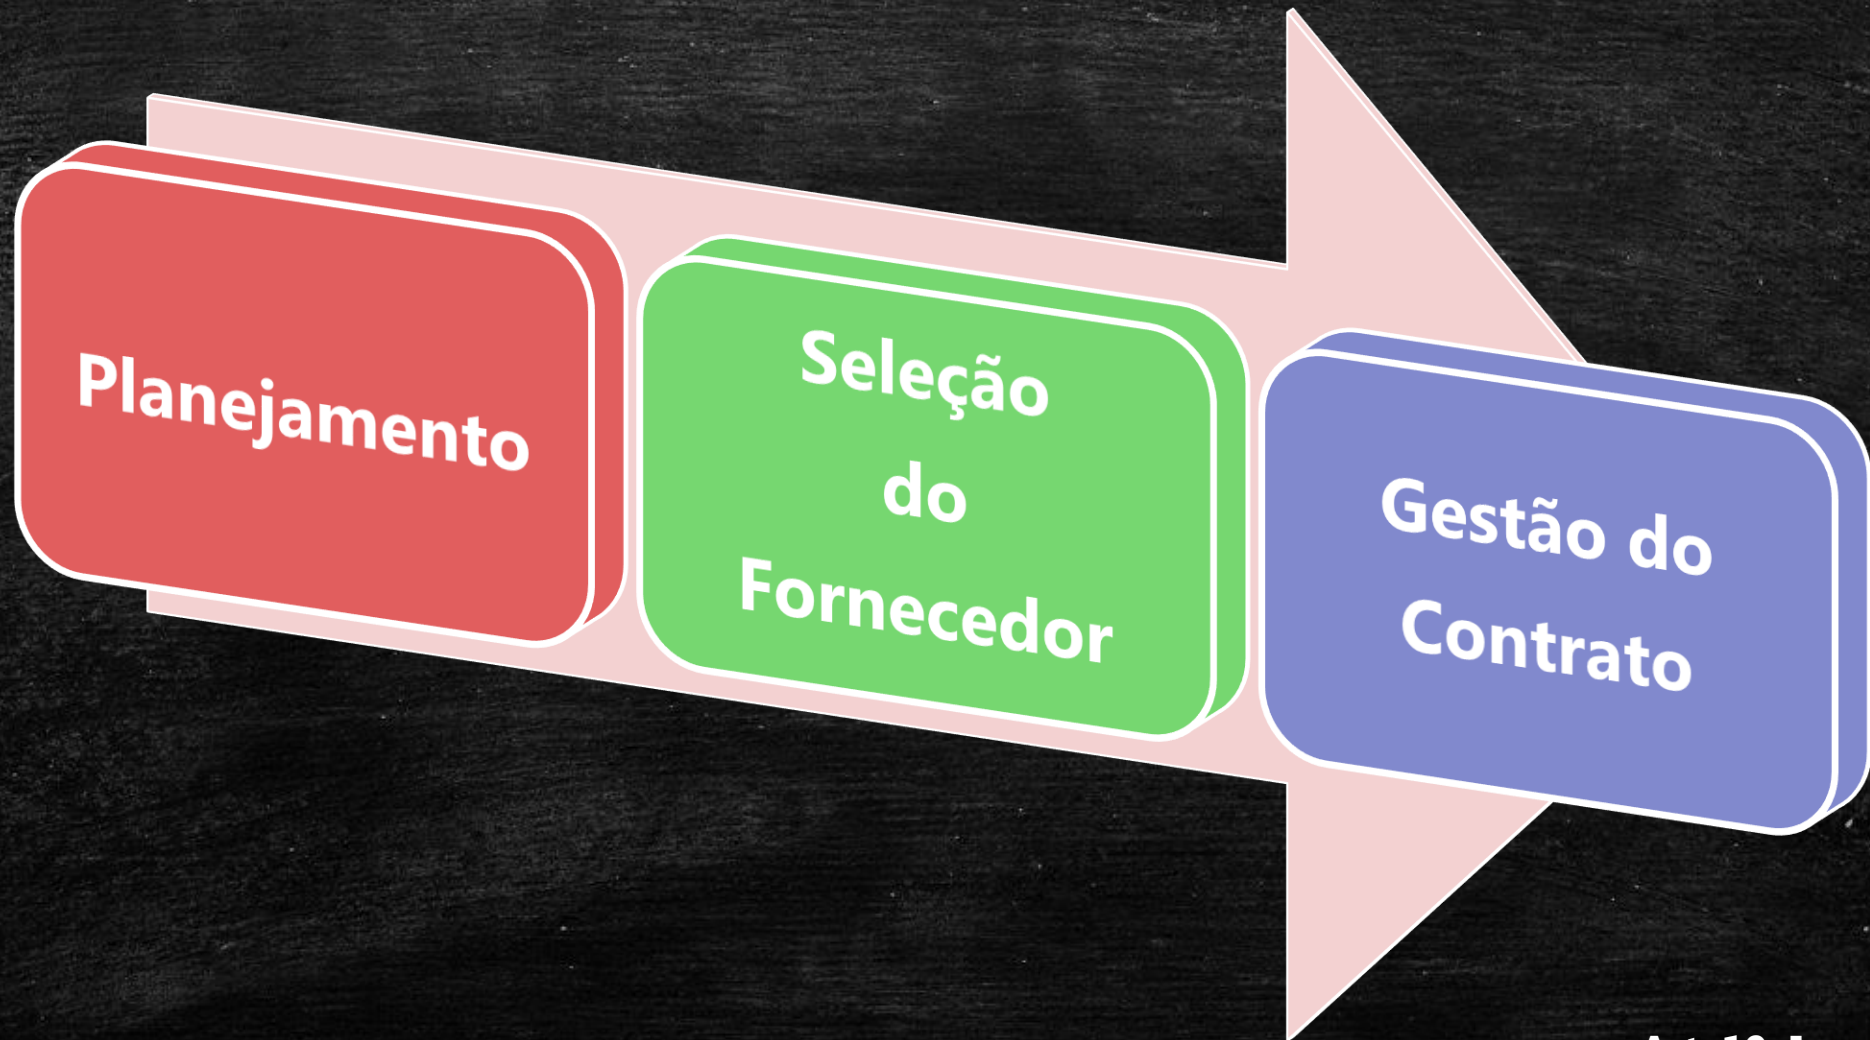 Planejamento
Seleção
do
Fornecedor
Gestão do
Contrato